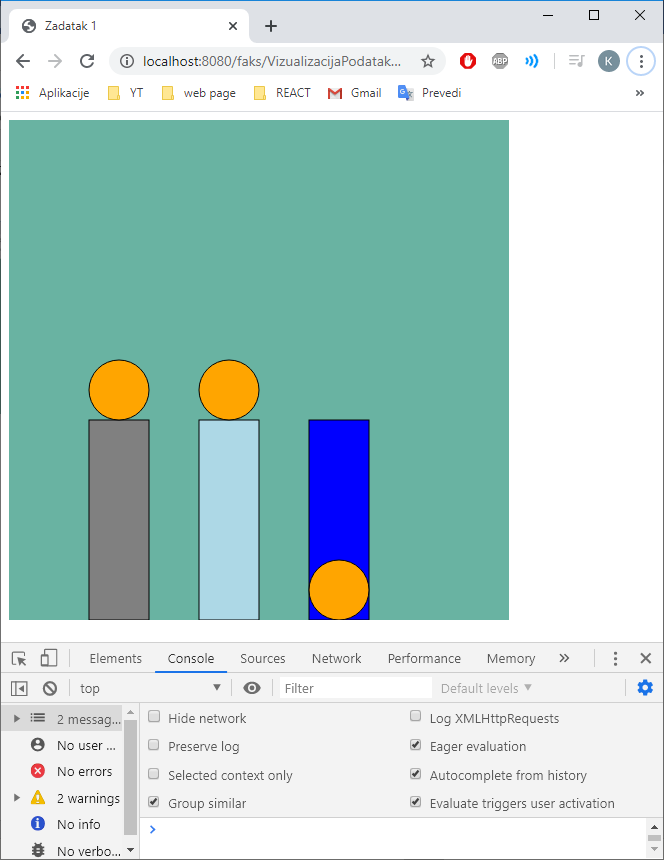 Zadatak 1
localhost:8080/faks/VizualizacijaPodatak...
ABP
K
Aplikacije YT web page REACT Gmail Prevedi »
Elements Console Sources Network Performance Memory »
top Filter Default levels
2 messag... Hide network Log XMLHttpRequests
No user ... Preserve log Eager evaluation
No errors Selected context only Autocomplete from history
2 warnings Group similar Evaluate triggers user activation
No info
No verbo...